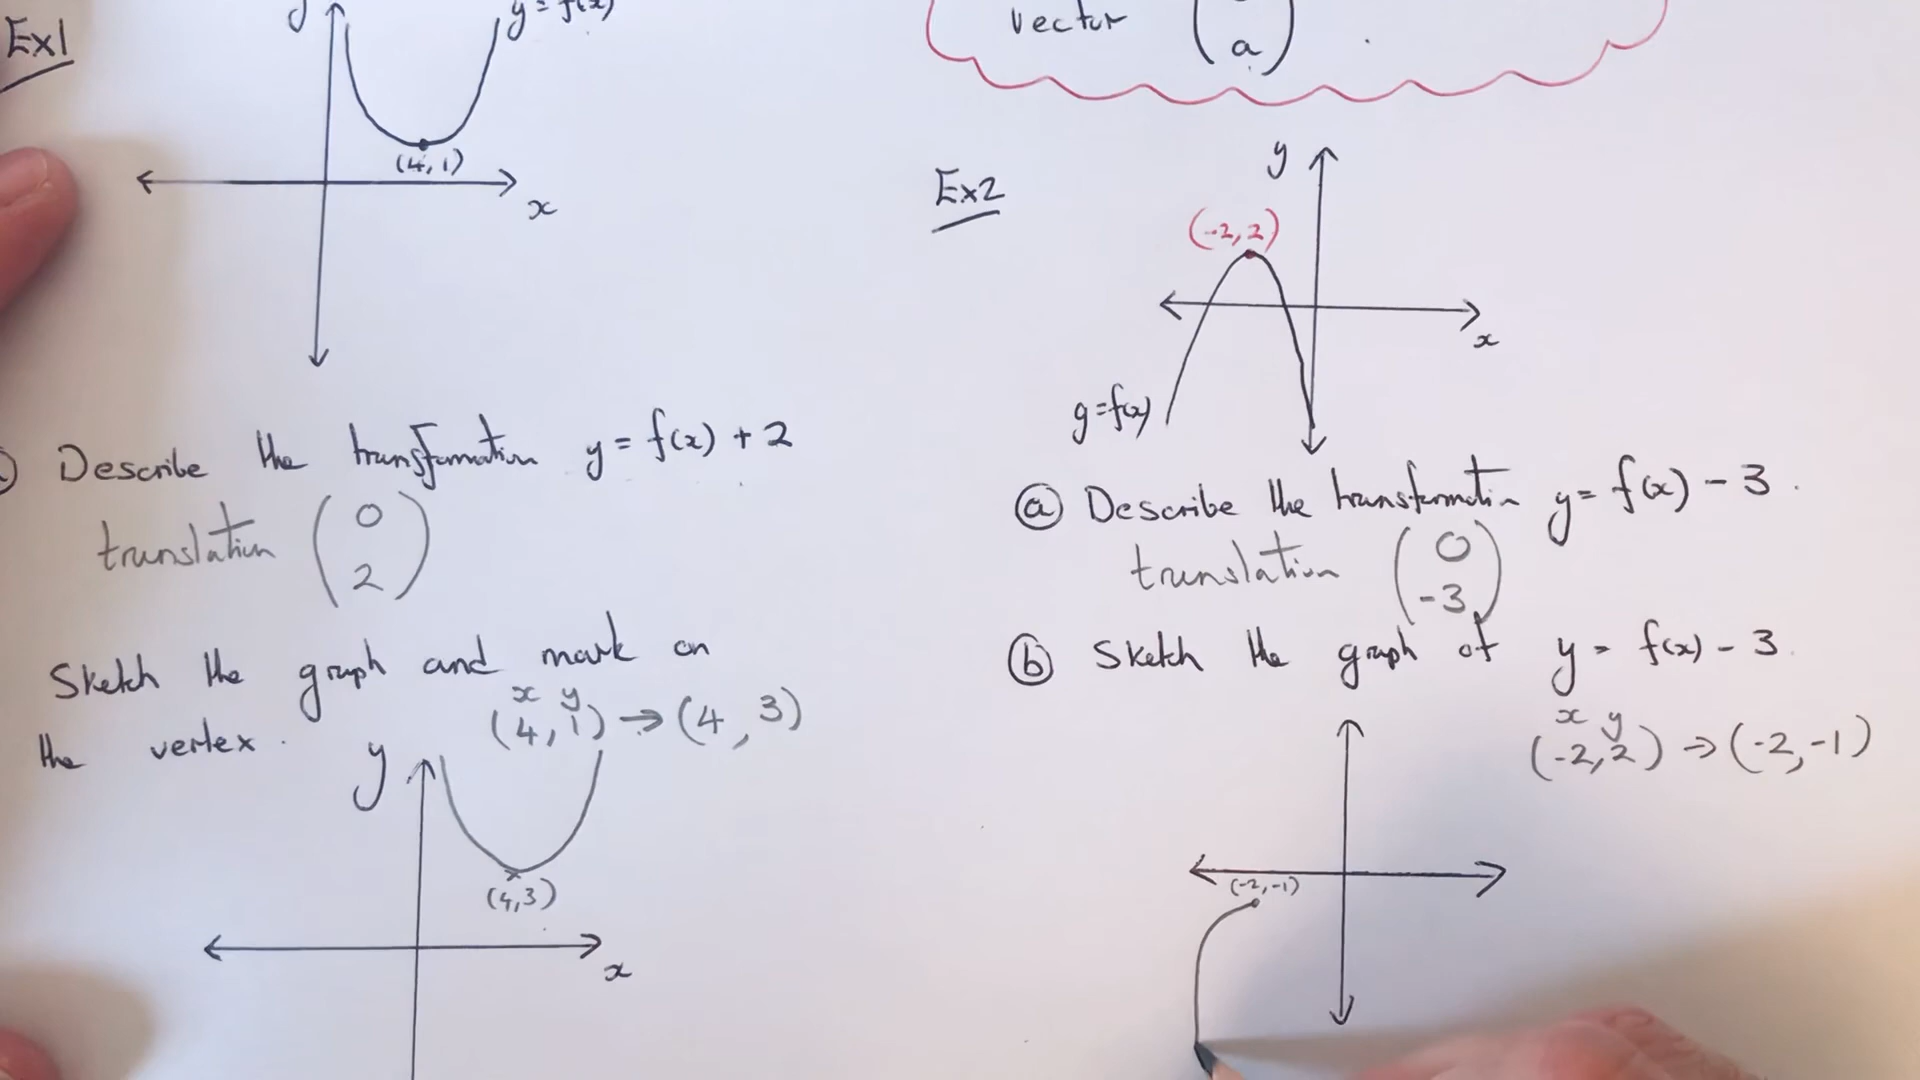 Ex1
y
y = f(x)
(4, 1)
x
Describe the transformation y = f(x) + 2
translation (0
2)
Sketch the graph and mark on
the vertex.
x y
(4, 1) → (4, 3)
y
(4,3)
x
vector ( a )
Ex2
y
(-2, 2)
x
y=f(x)
(a) Describe the transformation y = f(x) - 3.
translation (0
-3)
(b) Sketch the graph of y = f(x) - 3.
x y
(-2,2) → (-2,-1)
(-2,-1)